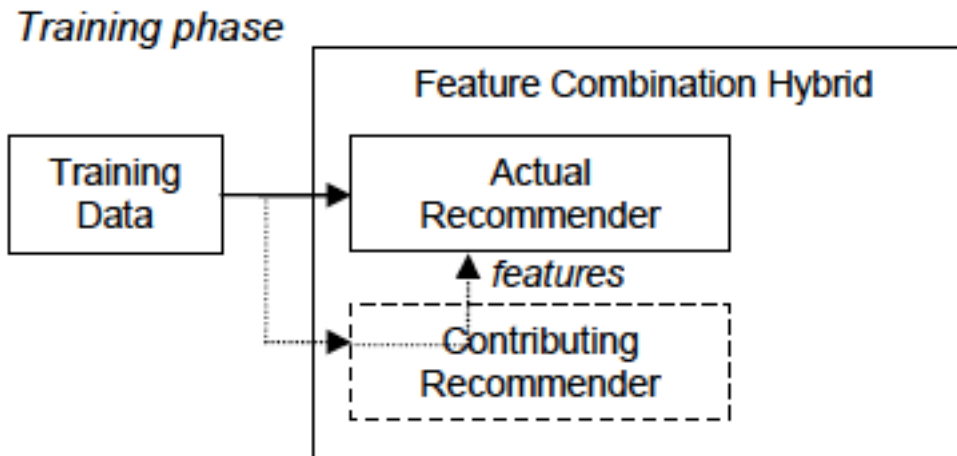 Training phase
Feature Combination Hybrid
Training
Data
Actual
Recommender
features
Contributing
Recommender